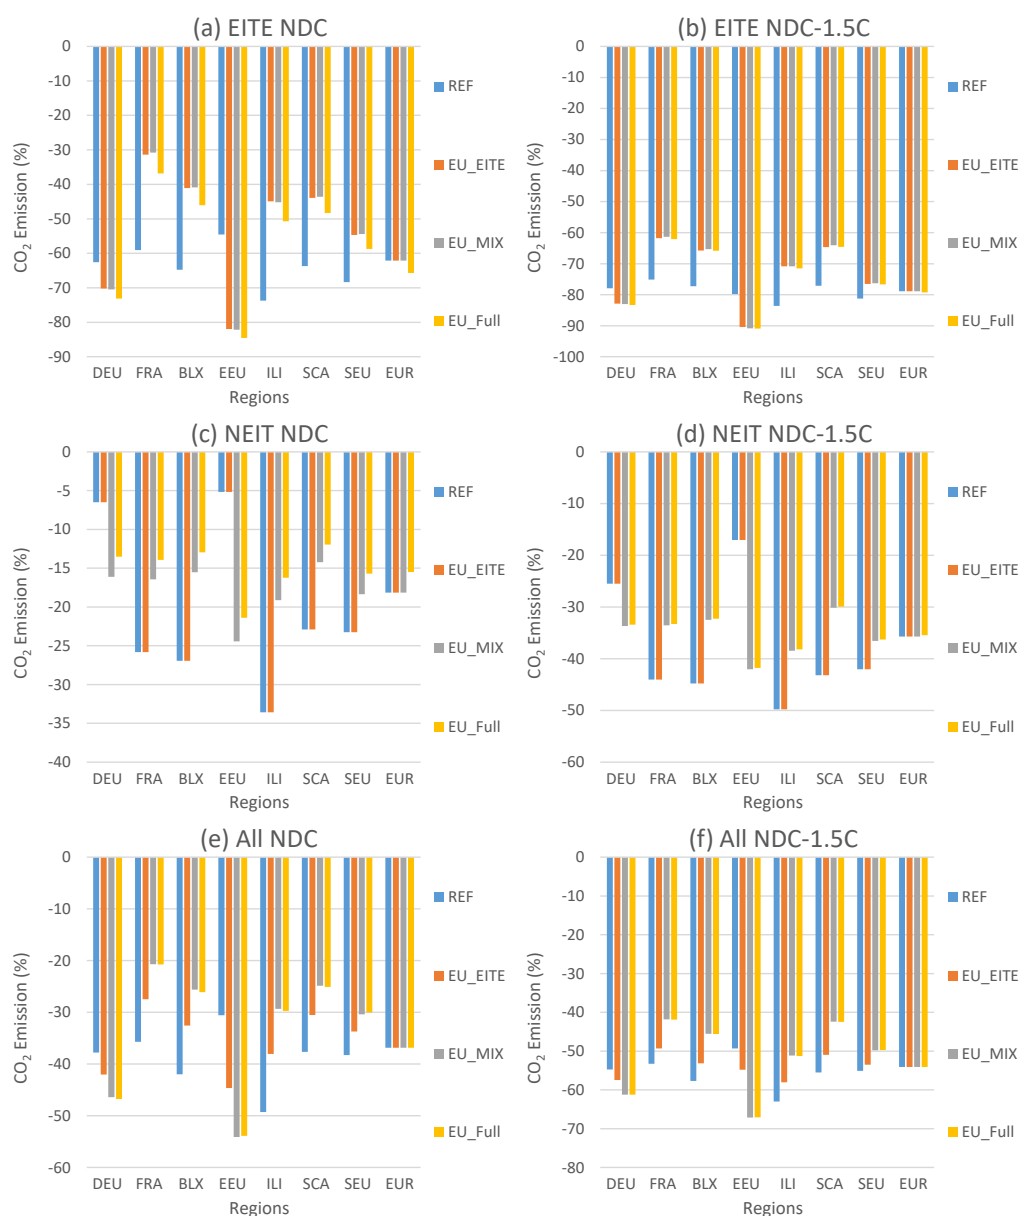 (a) EITE NDC
0
-10
-20
-30
-40
-50
-60
-70
-80
-90
CO2 Emission (%)
DEU FRA BLX EEU ILI SCA SEU EUR
Regions
REF
EU_EITE
EU_MIX
EU_Full
(b) EITE NDC-1.5C
0
-10
-20
-30
-40
-50
-60
-70
-80
-90
-100
CO2 Emission (%)
DEU FRA BLX EEU ILI SCA SEU EUR
Regions
REF
EU_EITE
EU_MIX
EU_Full
(c) NEIT NDC
0
-5
-10
-15
-20
-25
-30
-35
-40
CO2 Emission (%)
DEU FRA BLX EEU ILI SCA SEU EUR
Regions
REF
EU_EITE
EU_MIX
EU_Full
(d) NEIT NDC-1.5C
0
-10
-20
-30
-40
-50
-60
CO2 Emission (%)
DEU FRA BLX EEU ILI SCA SEU EUR
Regions
REF
EU_EITE
EU_MIX
EU_Full
(e) All NDC
0
-10
-20
-30
-40
-50
-60
CO2 Emission (%)
DEU FRA BLX EEU ILI SCA SEU EUR
Regions
REF
EU_EITE
EU_MIX
EU_Full
(f) All NDC-1.5C
0
-10
-20
-30
-40
-50
-60
-70
-80
CO2 Emission (%)
DEU FRA BLX EEU ILI SCA SEU EUR
Regions
REF
EU_EITE
EU_MIX
EU_Full